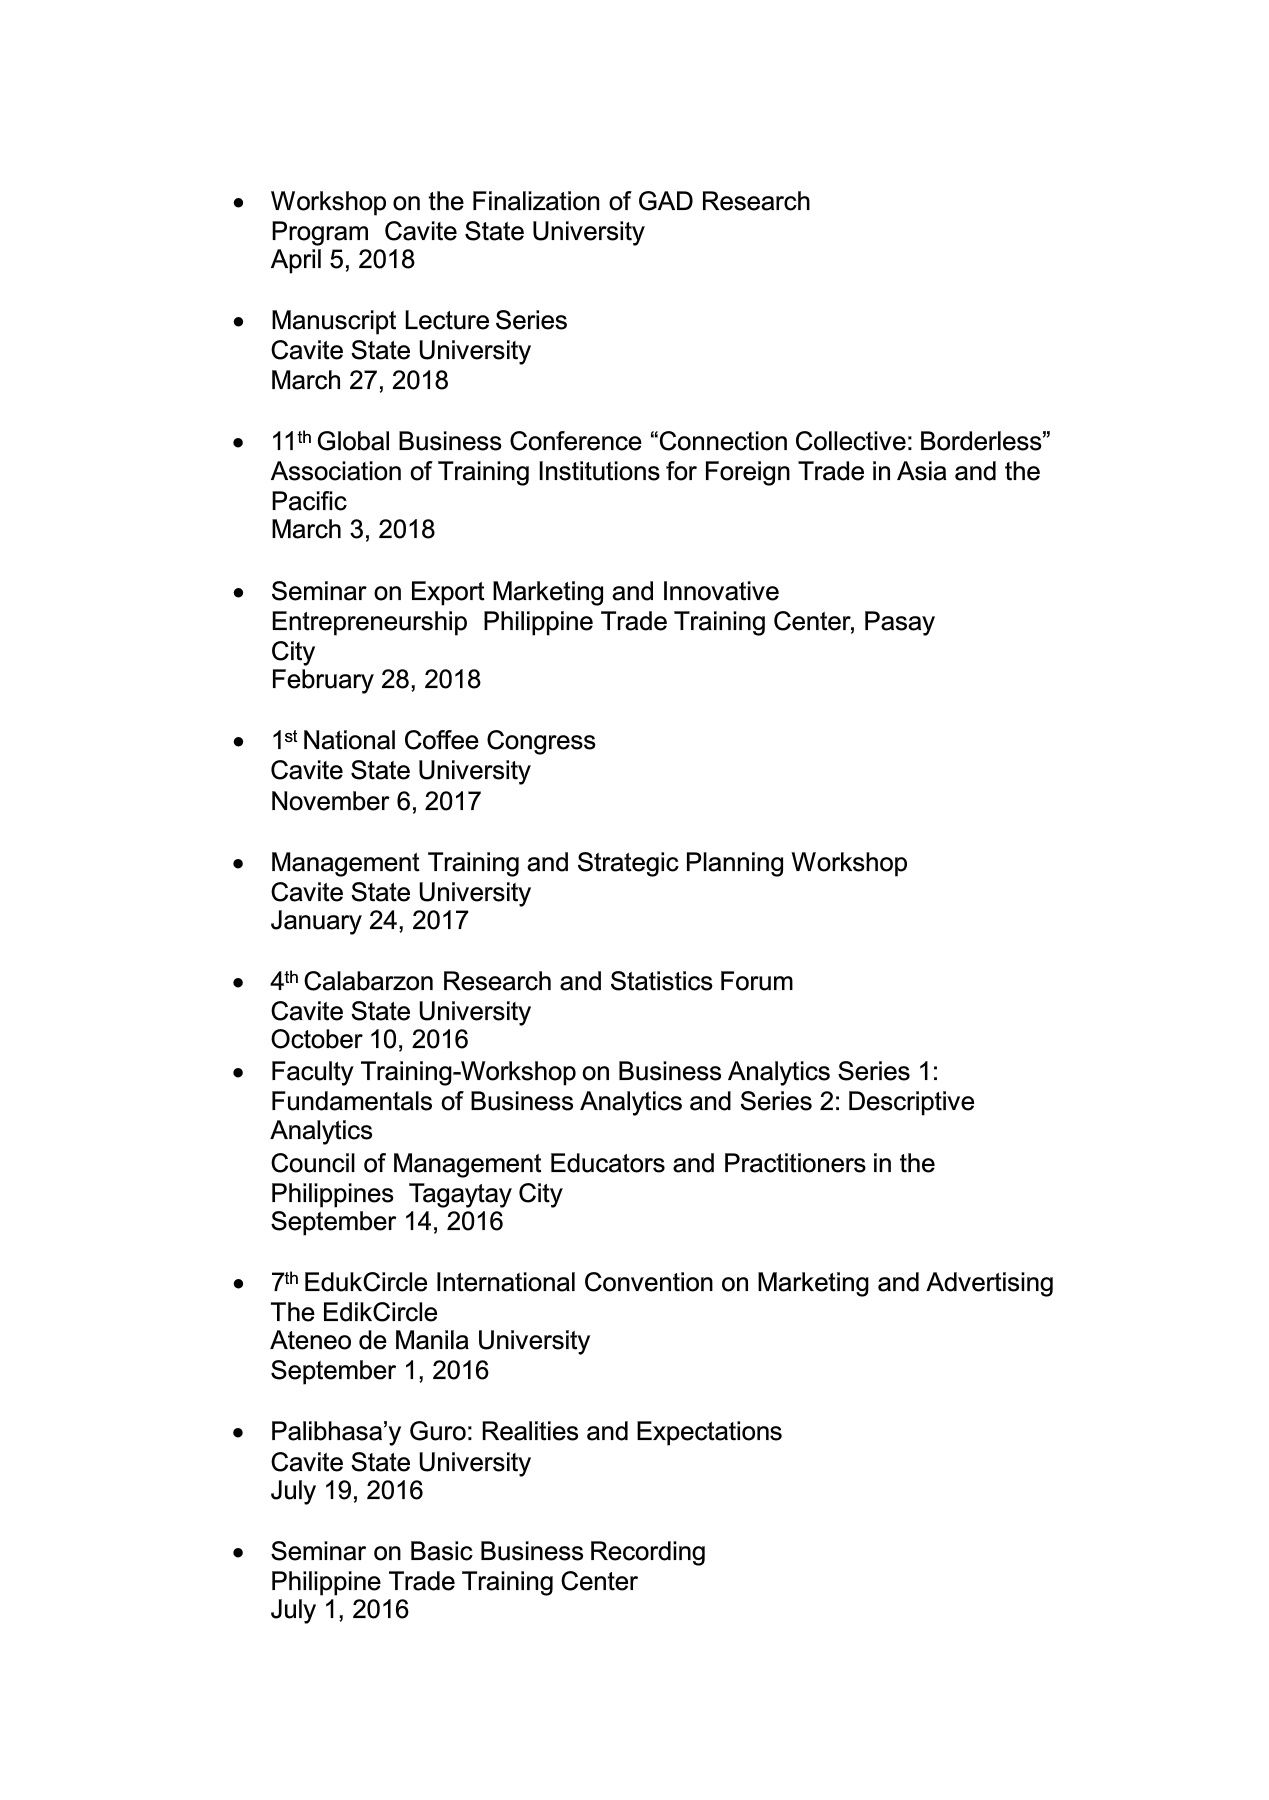 • Workshop on the Finalization of GAD Research
Program  Cavite State University
April 5, 2018
• Manuscript Lecture Series
Cavite State University
March 27, 2018
• 11th Global Business Conference “Connection Collective: Borderless”
Association of Training Institutions for Foreign Trade in Asia and the
Pacific
March 3, 2018
• Seminar on Export Marketing and Innovative
Entrepreneurship  Philippine Trade Training Center, Pasay
City
February 28, 2018
• 1st National Coffee Congress
Cavite State University
November 6, 2017
• Management Training and Strategic Planning Workshop
Cavite State University
January 24, 2017
• 4th Calabarzon Research and Statistics Forum
Cavite State University
October 10, 2016
• Faculty Training-Workshop on Business Analytics Series 1:
Fundamentals of Business Analytics and Series 2: Descriptive
Analytics
Council of Management Educators and Practitioners in the
Philippines  Tagaytay City
September 14, 2016
• 7th EdukCircle International Convention on Marketing and Advertising
The EdikCircle
Ateneo de Manila University
September 1, 2016
• Palibhasa’y Guro: Realities and Expectations
Cavite State University
July 19, 2016
• Seminar on Basic Business Recording
Philippine Trade Training Center
July 1, 2016